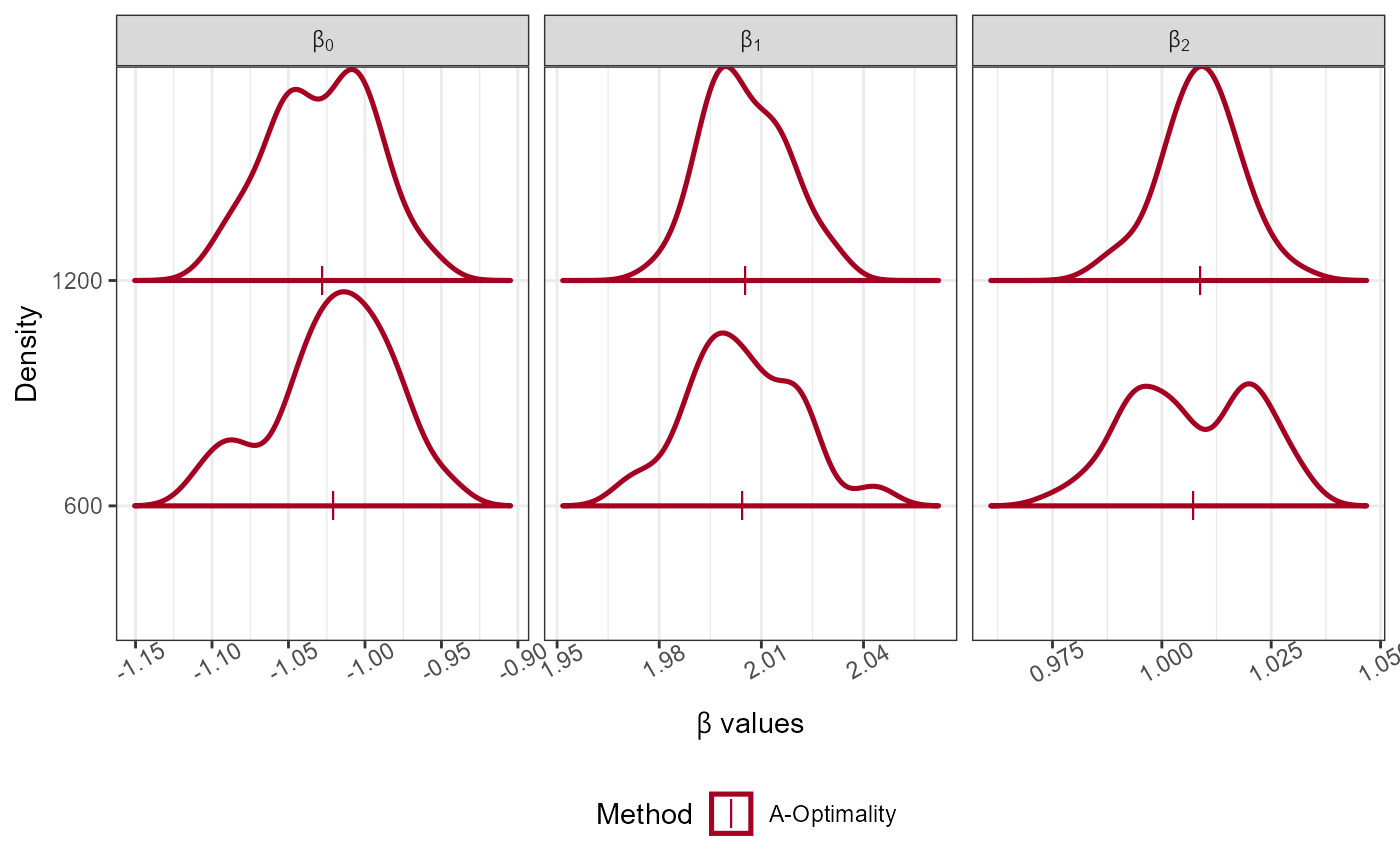 β₀ β₁ β₂
Density
1200
600
-1.15 -1.10 -1.05 -1.00 -0.95 -0.90 1.95 1.98 2.01 2.04 0.975 1.000 1.025 1.050
β values
Method A-Optimality